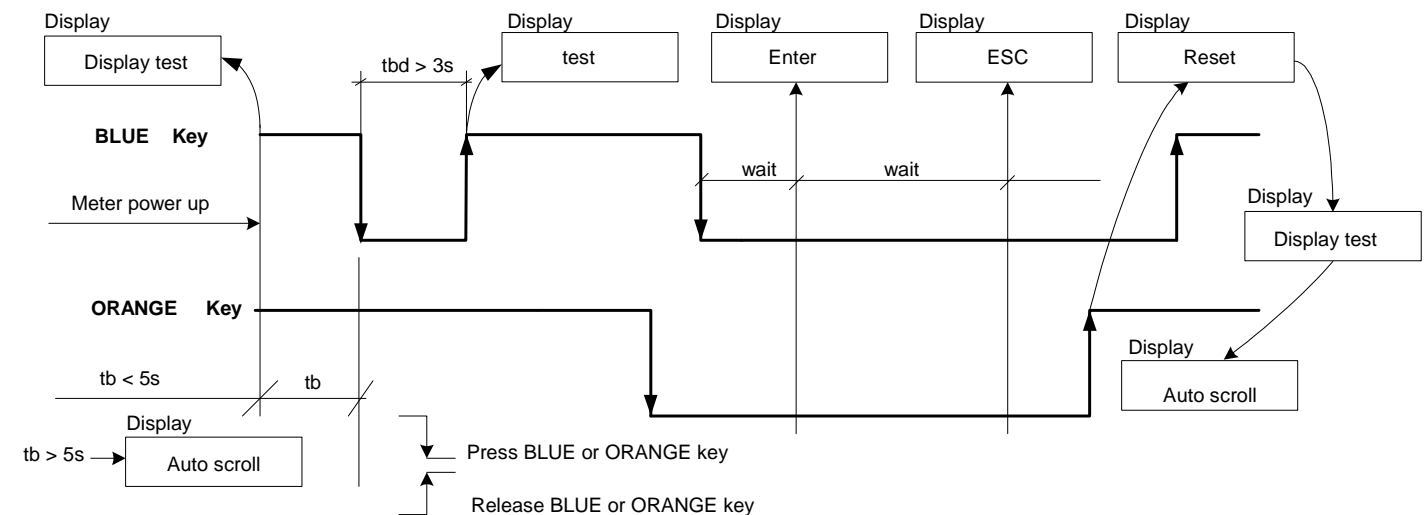 Display
Display test
tbd > 3s
Display
test
Display
Enter
Display
ESC
Display
Reset
BLUE Key
wait
wait
Meter power up
Display
Display test
ORANGE Key
Display
Auto scroll
tb < 5s
tb
Display
tb > 5s
Auto scroll
Press BLUE or ORANGE key
Release BLUE or ORANGE key